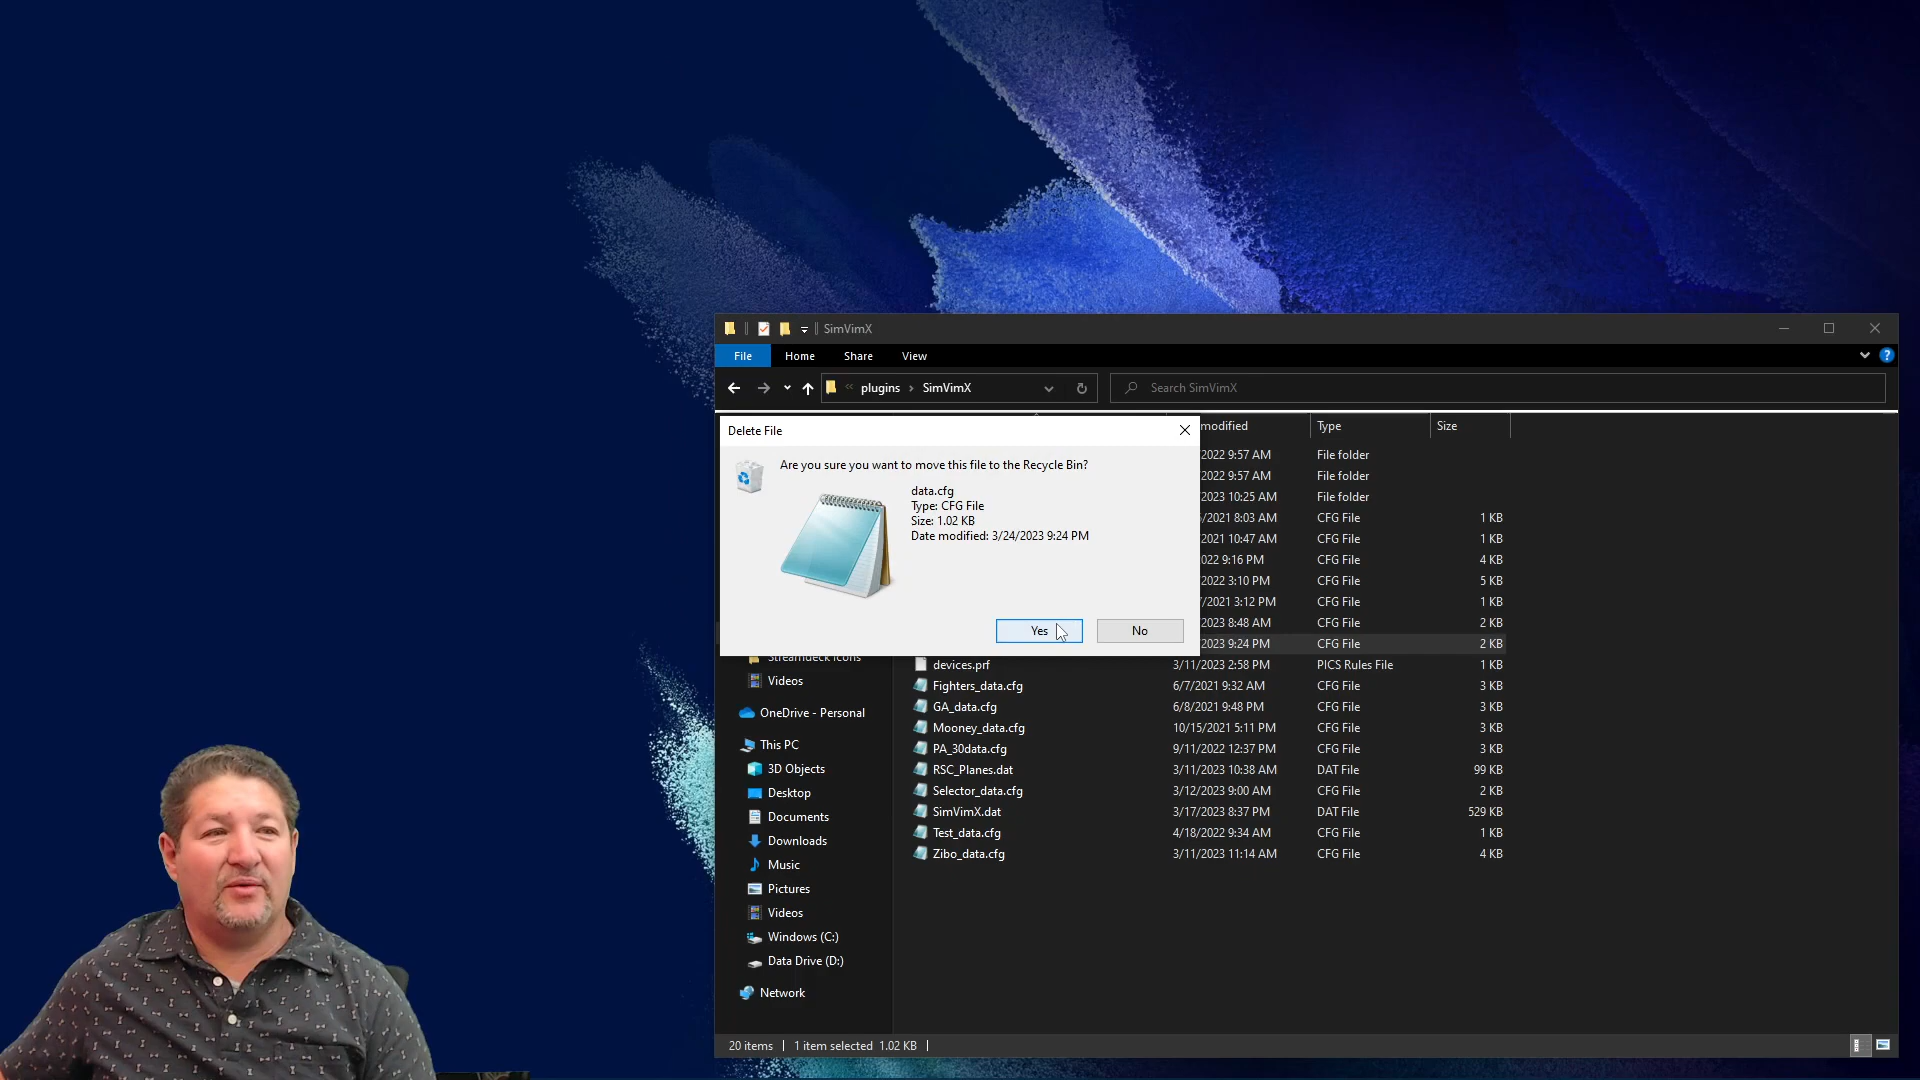 SimVimX
File Home Share View
plugins SimVimX
Search SimVimX
modified Type Size
Delete File
Are you sure you want to move this file to the Recycle Bin?
data.cfg
Type: CFG File
Size: 1.02 KB
Date modified: 3/24/2023 9:24 PM
Yes No
2022 9:57 AM File folder
2022 9:57 AM File folder
2023 10:25 AM File folder
/2021 8:03 AM CFG File 1 KB
2021 10:47 AM CFG File 1 KB
2022 9:16 PM CFG File 4 KB
2022 3:10 PM CFG File 5 KB
/2021 3:12 PM CFG File 1 KB
2023 8:48 AM CFG File 2 KB
2023 9:24 PM CFG File 2 KB
devices.prf 3/11/2023 2:58 PM PICS Rules File 1 KB
Fighters_data.cfg 6/7/2021 9:32 AM CFG File 3 KB
GA_data.cfg 6/8/2021 9:48 PM CFG File 3 KB
Mooney_data.cfg 10/15/2021 5:11 PM CFG File 3 KB
PA_30data.cfg 9/11/2022 12:37 PM CFG File 3 KB
RSC_Planes.dat 3/11/2023 10:38 AM DAT File 99 KB
Selector_data.cfg 3/12/2023 9:00 AM CFG File 2 KB
SimVimX.dat 3/17/2023 8:37 PM DAT File 529 KB
Test_data.cfg 4/18/2022 9:34 AM CFG File 1 KB
Zibo_data.cfg 3/11/2023 11:14 AM CFG File 4 KB
Streamdeck Icons
Videos
OneDrive - Personal
This PC
3D Objects
Desktop
Documents
Downloads
Music
Pictures
Videos
Windows (C:)
Data Drive (D:)
Network
20 items 1 item selected 1.02 KB